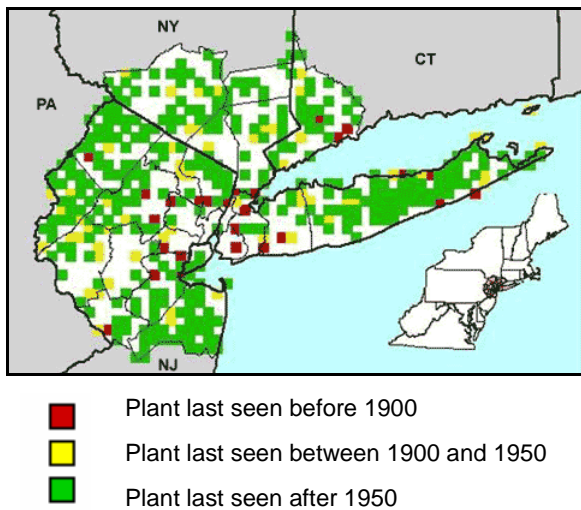 NY
CT
PA
NJ
Plant last seen before 1900
Plant last seen between 1900 and 1950
Plant last seen after 1950